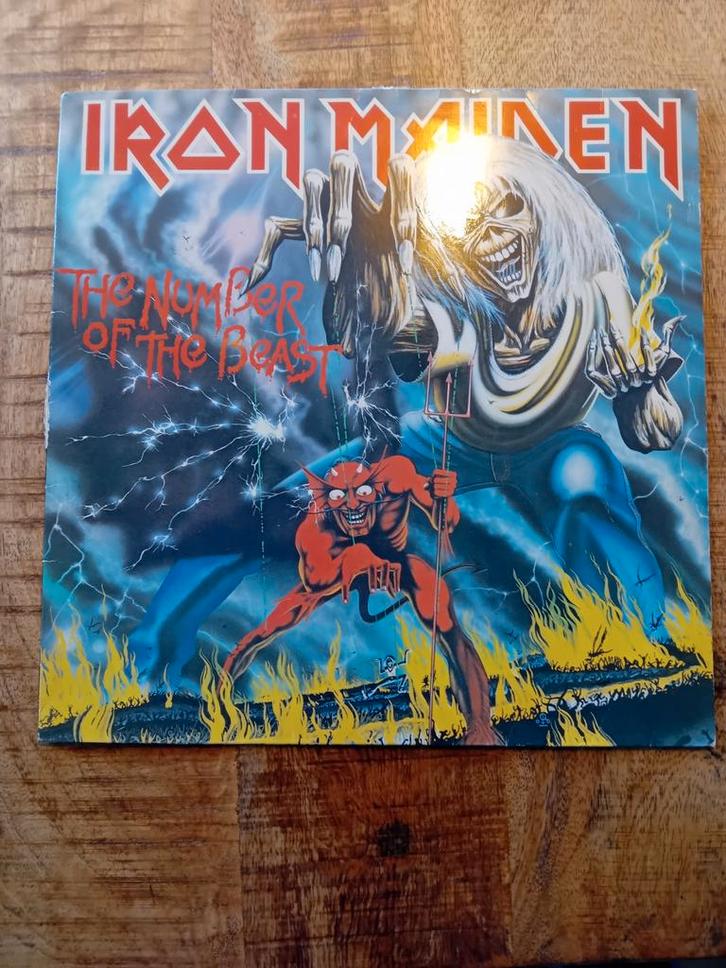 IRON MAIDEN
THE NUMBER
OF THE BEAST